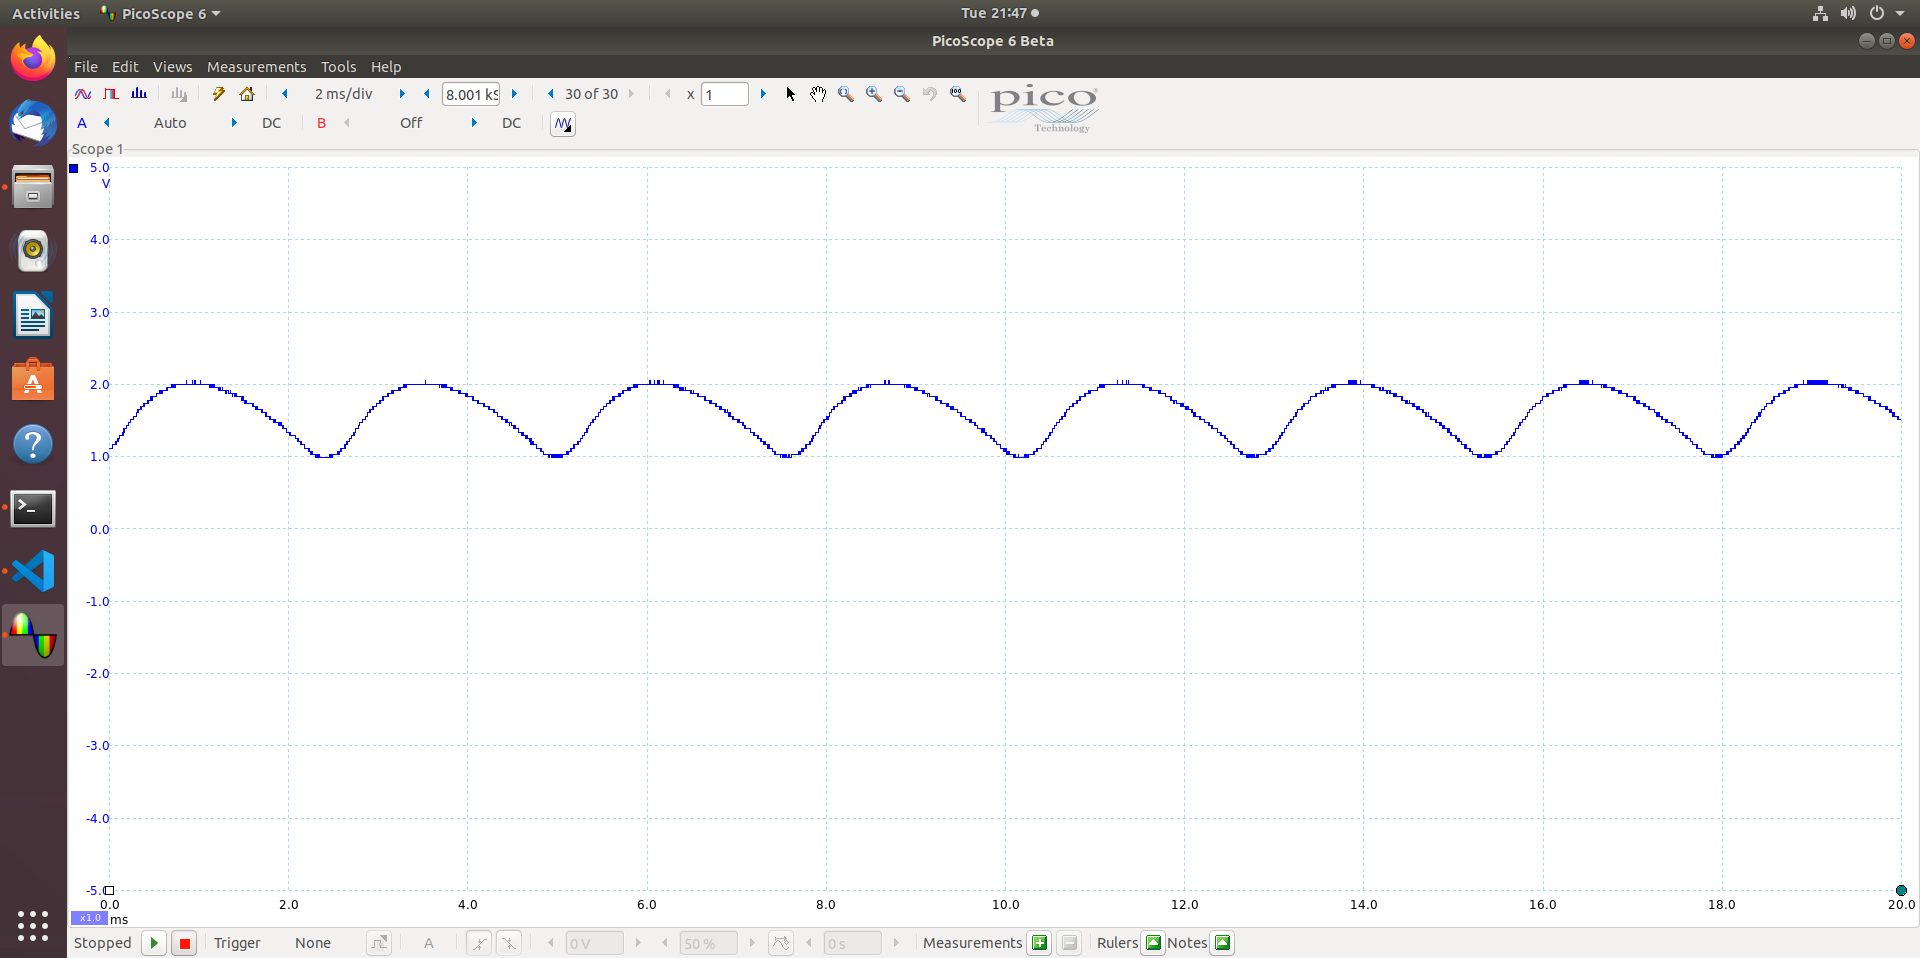 Activities PicoScope 6 Tue 21:47
PicoScope 6 Beta
File Edit Views Measurements Tools Help
2 ms/div 8.001 kS 30 of 30 x 1
pico
Technology
A Auto DC B Off DC
Scope 1
5.0
V
4.0
3.0
2.0
1.0
0.0
-1.0
-2.0
-3.0
-4.0
-5.0
0.0 2.0 4.0 6.0 8.0 10.0 12.0 14.0 16.0 18.0 20.0
x1.0 ms
Stopped Trigger None A 0 V 50 % 0 s Measurements Rulers Notes